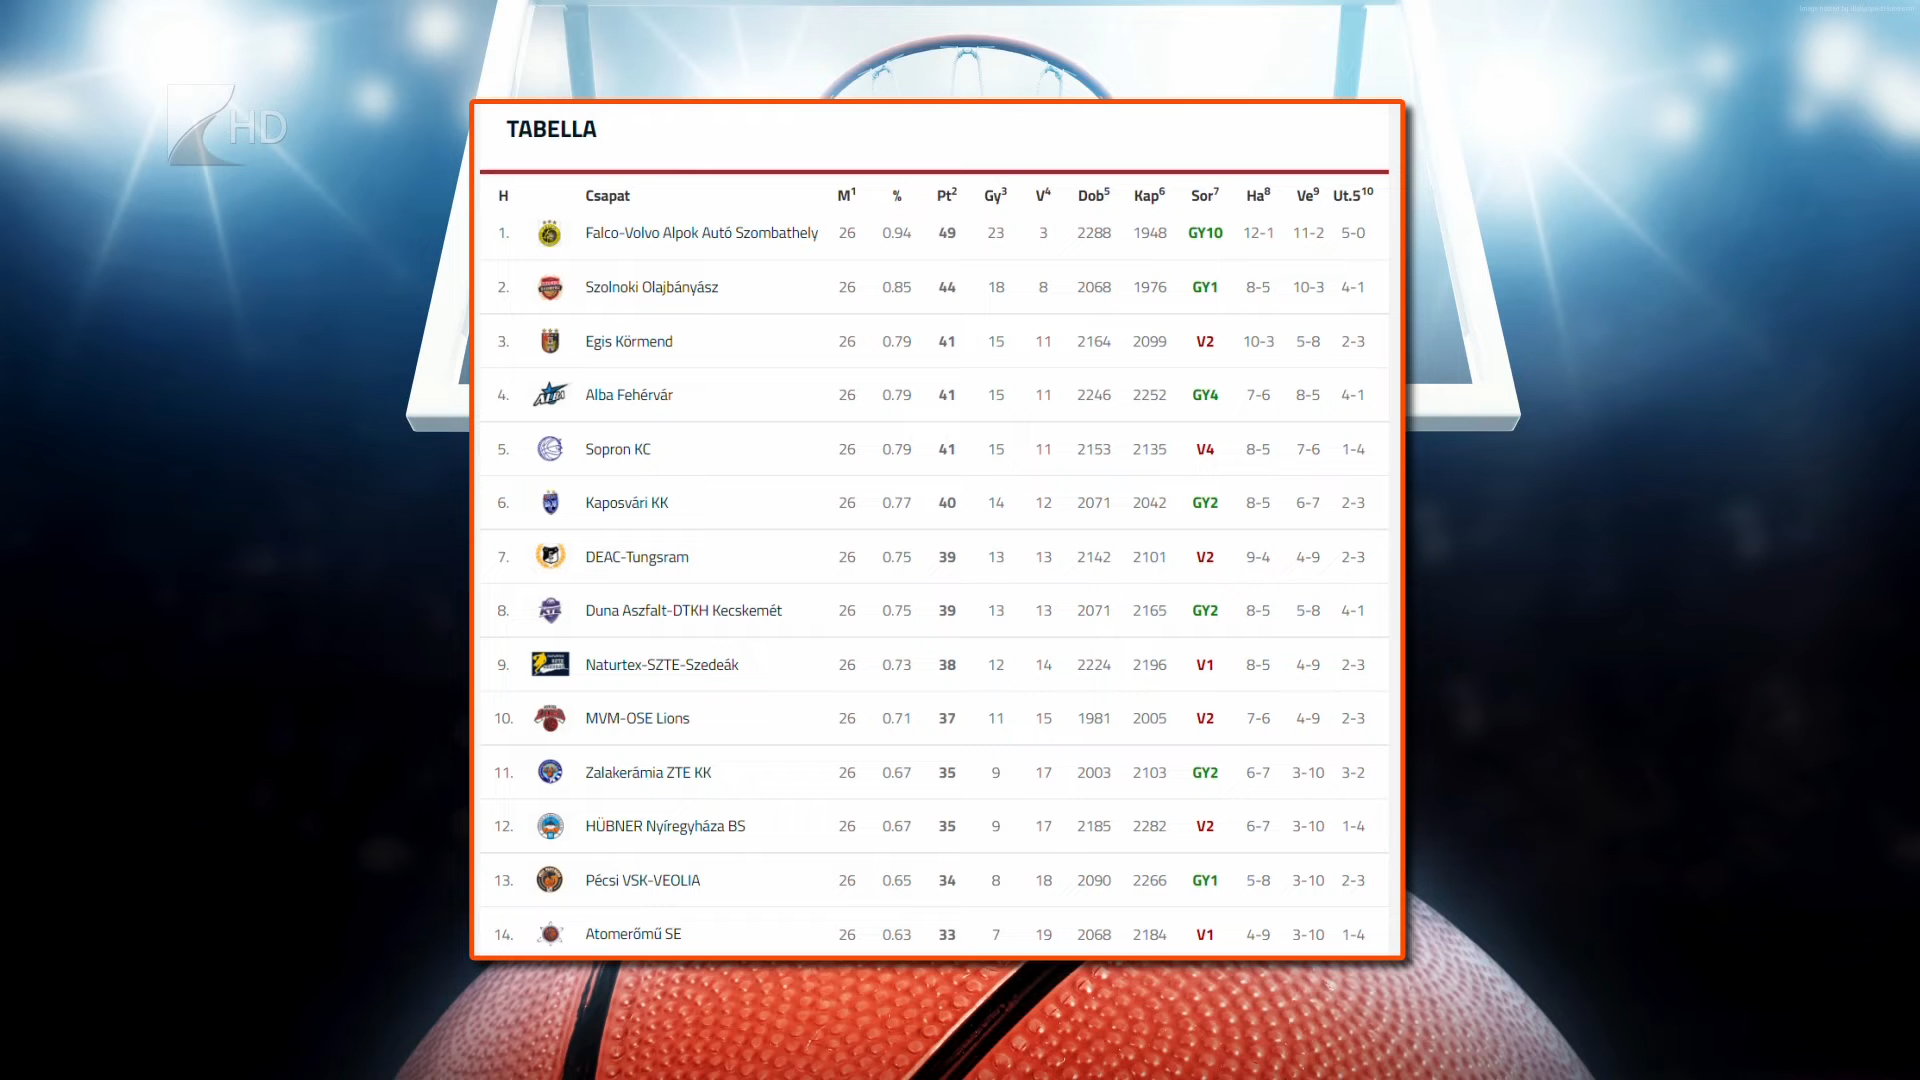 HD
TABELLA
H Csapat M¹ % Pt² Gy³ V⁴ Dob⁵ Kap⁶ Sor⁷ Ha⁸ Ve⁹ Ut.5¹⁰
1. Falco-Volvo Alpok Autó Szombathely 26 0.94 49 23 3 2288 1948 GY10 12-1 11-2 5-0
2. Szolnoki Olajbányász 26 0.85 44 18 8 2068 1976 GY1 8-5 10-3 4-1
3. Egis Körmend 26 0.79 41 15 11 2164 2099 V2 10-3 5-8 2-3
4. Alba Fehérvár 26 0.79 41 15 11 2246 2252 GY4 7-6 8-5 4-1
5. Sopron KC 26 0.79 41 15 11 2153 2135 V4 8-5 7-6 1-4
6. Kaposvári KK 26 0.77 40 14 12 2071 2042 GY2 8-5 6-7 2-3
7. DEAC-Tungsram 26 0.75 39 13 13 2142 2101 V2 9-4 4-9 2-3
8. Duna Aszfalt-DTKH Kecskemét 26 0.75 39 13 13 2071 2165 GY2 8-5 5-8 4-1
9. Naturtex-SZTE-Szedeák 26 0.73 38 12 14 2224 2196 V1 8-5 4-9 2-3
10. MVM-OSE Lions 26 0.71 37 11 15 1981 2005 V2 7-6 4-9 2-3
11. Zalakerámia ZTE KK 26 0.67 35 9 17 2003 2103 GY2 6-7 3-10 3-2
12. HÜBNER Nyíregyháza BS 26 0.67 35 9 17 2185 2282 V2 6-7 3-10 1-4
13. Pécsi VSK-VEOLIA 26 0.65 34 8 18 2090 2266 GY1 5-8 3-10 2-3
14. Atomerőmű SE 26 0.63 33 7 19 2068 2184 V1 4-9 3-10 1-4